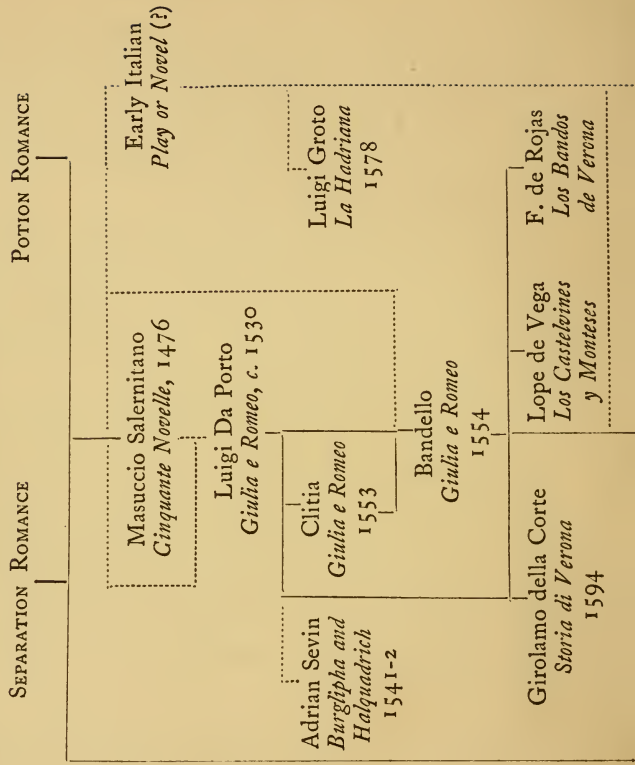 SEPARATION ROMANCE
POTION ROMANCE
Masuccio Salernitano
Cinquante Novelle, 1476
Early Italian
Play or Novel (?)
Luigi Da Porto
Giulia e Romeo, c. 1530
Adrian Sevin
Burglipha and
Halquadrich
1541-2
Clitia
Giulia e Romeo
1553
Luigi Groto
La Hadriana
1578
Bandello
Giulia e Romeo
1554
Girolamo della Corte
Storia di Verona
1594
Lope de Vega
Los Castelvines
y Monteses
F. de Rojas
Los Bandos
de Verona